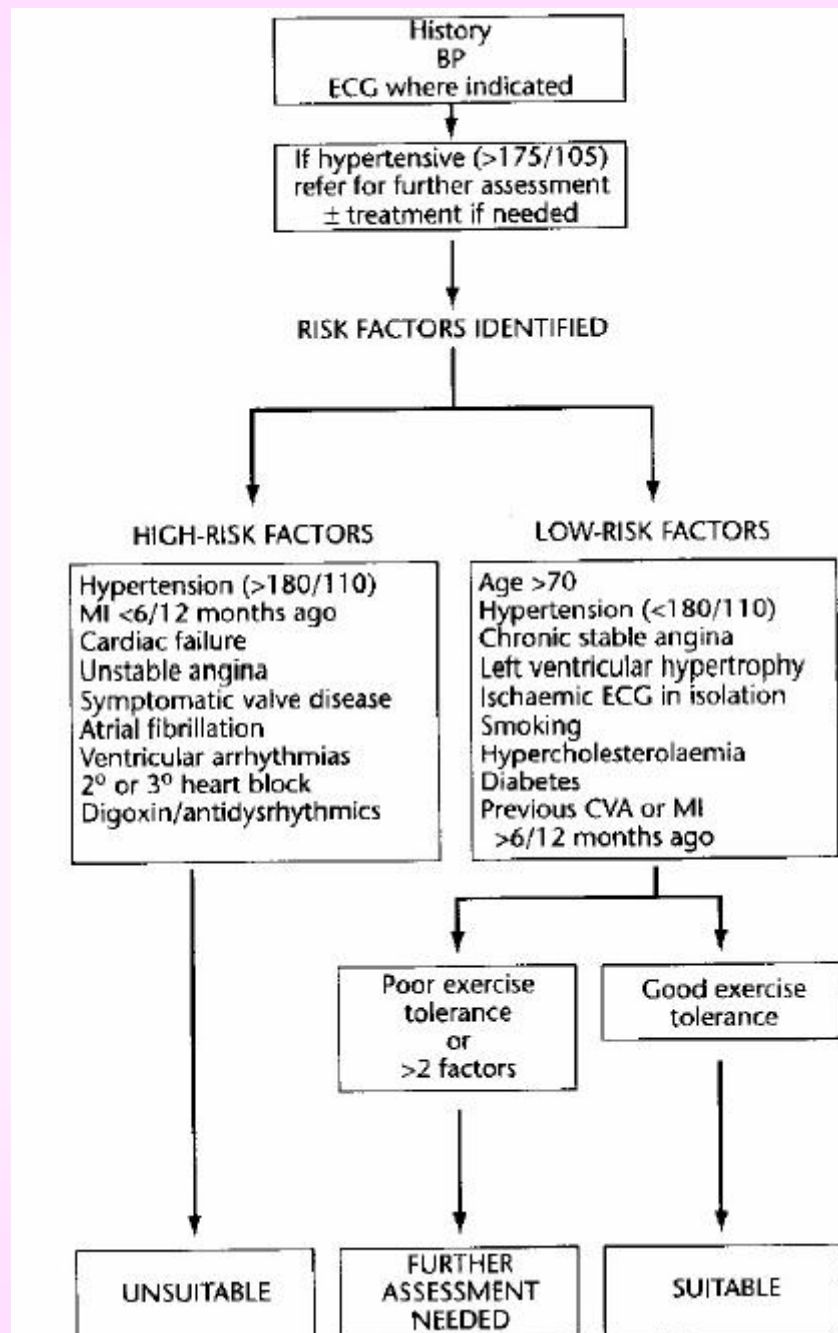 History
BP
ECG where indicated
If hypertensive (>175/105)
refer for further assessment
± treatment if needed
RISK FACTORS IDENTIFIED
HIGH-RISK FACTORS
Hypertension (>180/110)
MI <6/12 months ago
Cardiac failure
Unstable angina
Symptomatic valve disease
Atrial fibrillation
Ventricular arrhythmias
2º or 3º heart block
Digoxin/antidysrhythmics
LOW-RISK FACTORS
Age >70
Hypertension (<180/110)
Chronic stable angina
Left ventricular hypertrophy
Ischaemic ECG in isolation
Smoking
Hypercholesterolaemia
Diabetes
Previous CVA or MI
>6/12 months ago
Poor exercise
tolerance
or
>2 factors
Good exercise
tolerance
UNSUITABLE
FURTHER
ASSESSMENT
NEEDED
SUITABLE